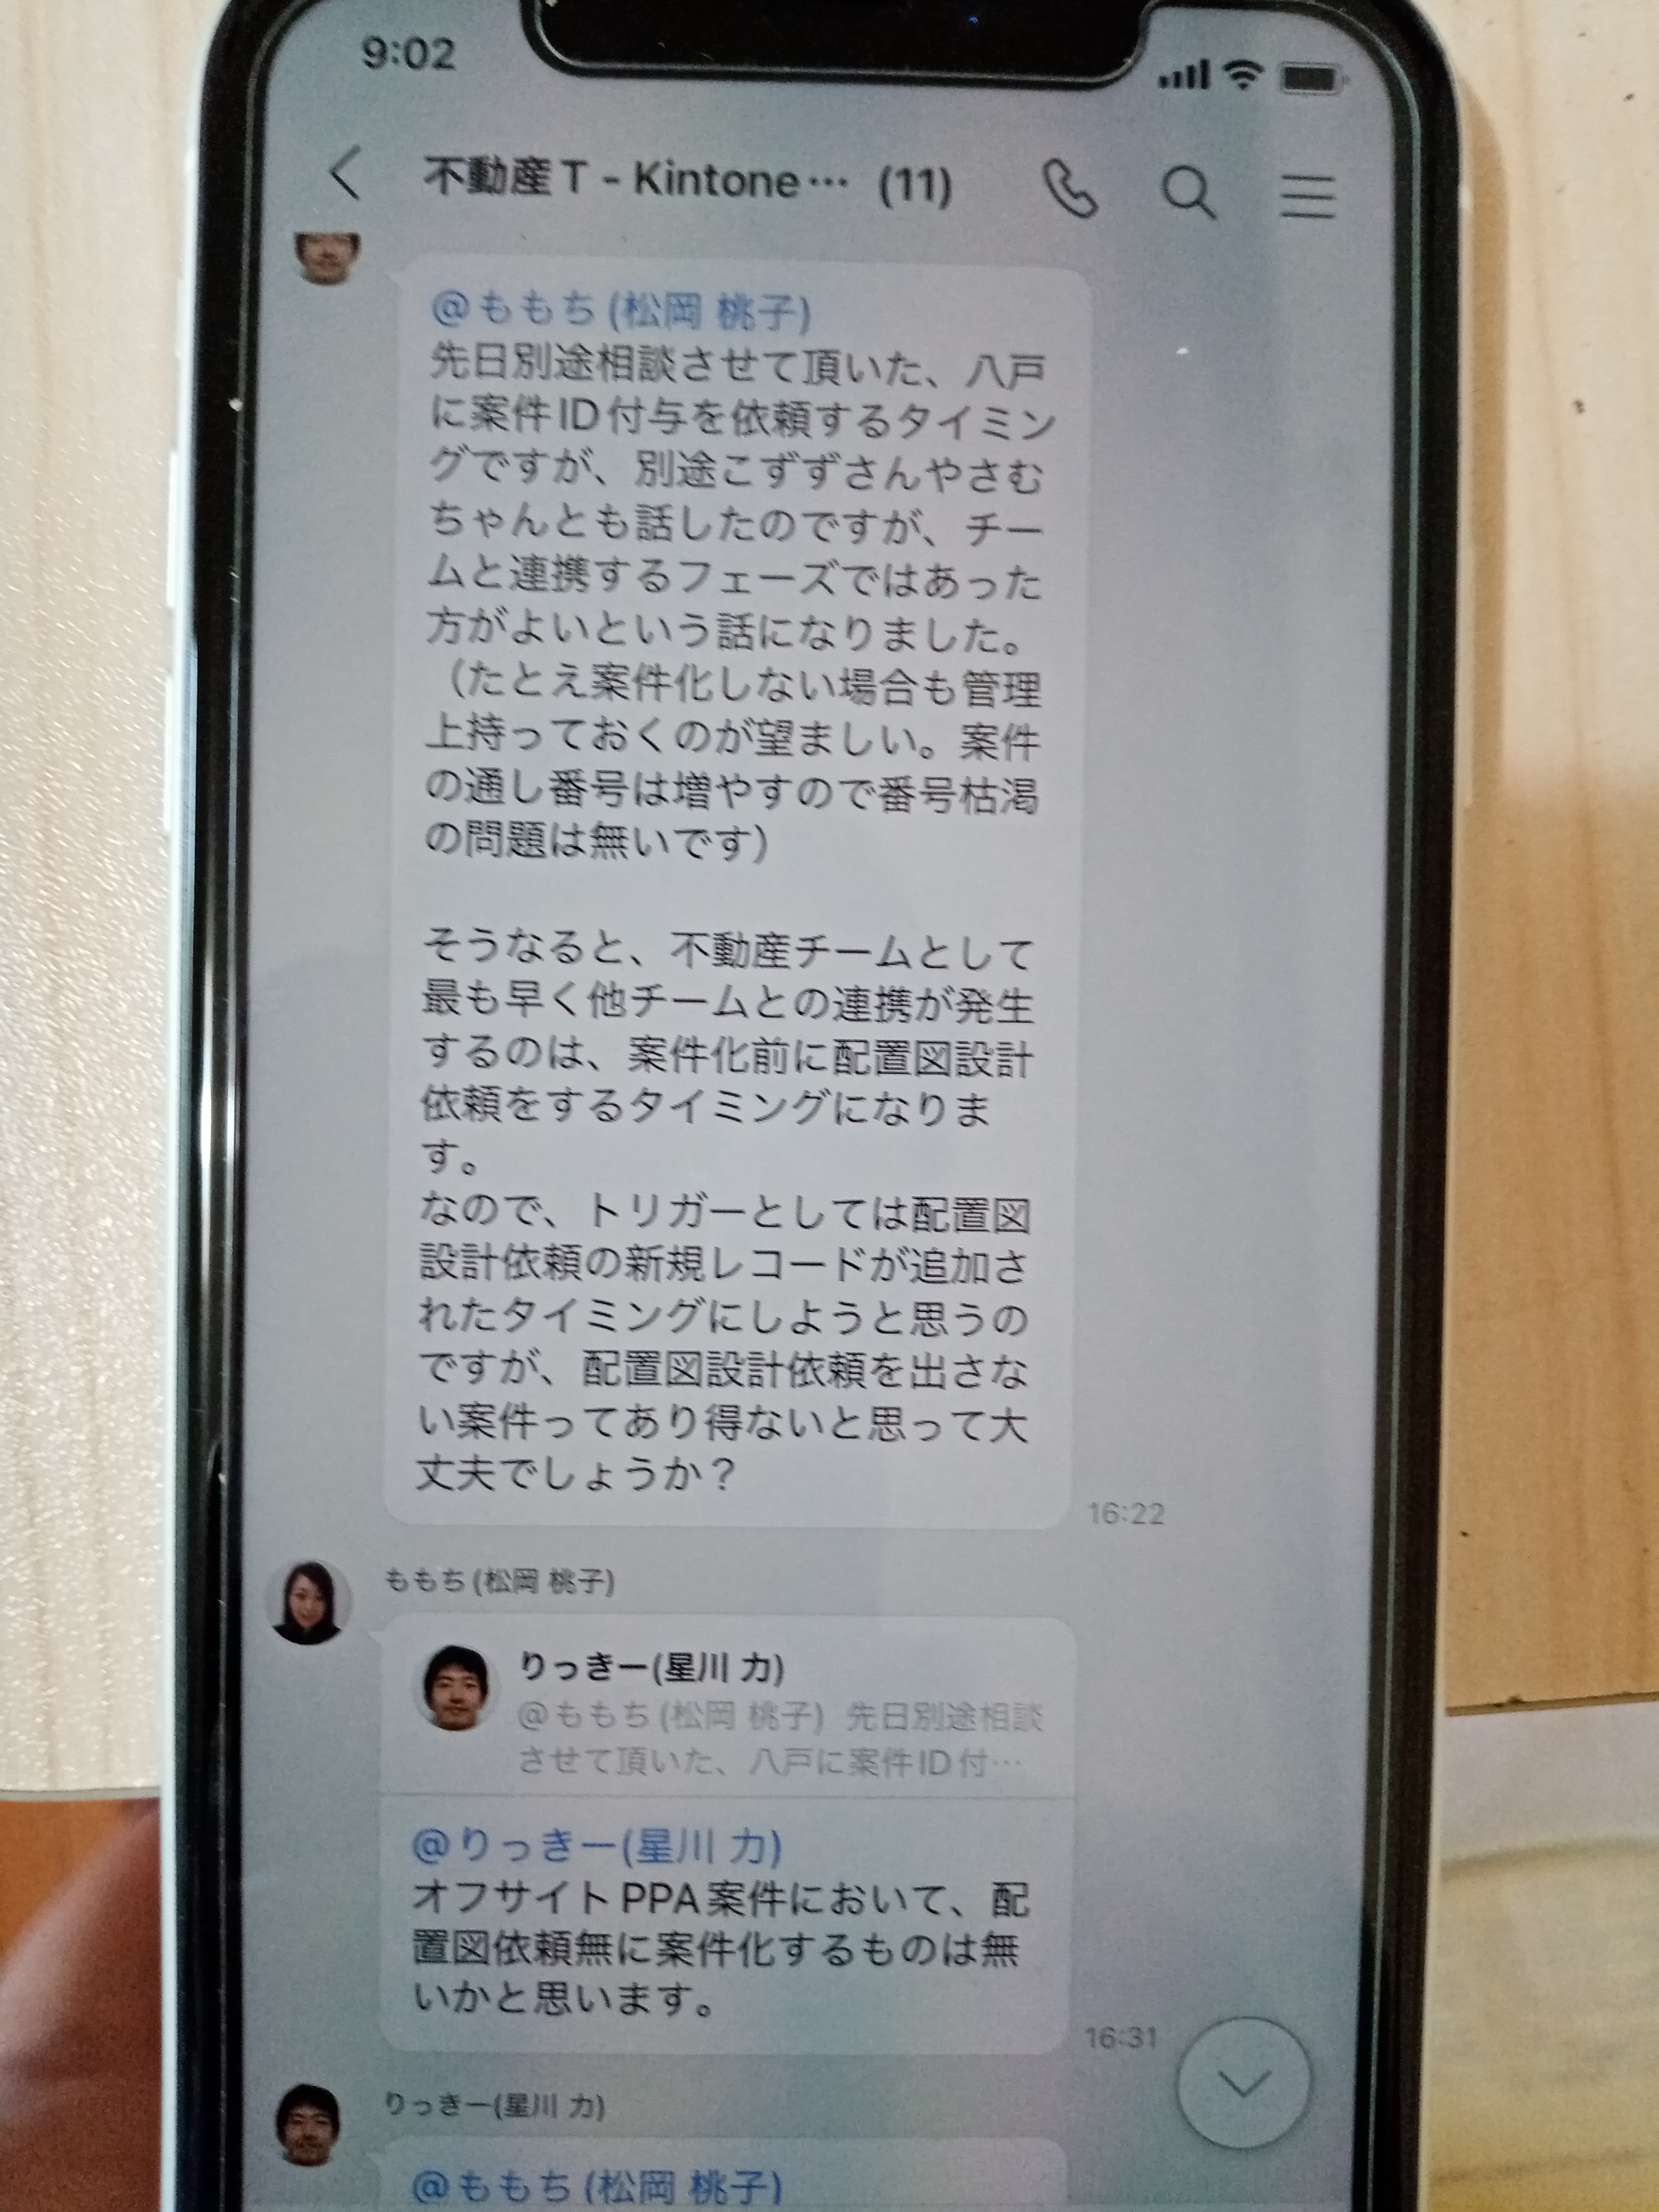 9:02
不動産T - Kintone… (11)
@ももち(松岡 桃子)
先日別途相談させて頂いた、八戸
に案件ID付与を依頼するタイミン
グですが、別途こずずさんやさむ
ちゃんとも話したのですが、チー
ムと連携するフェーズではあった
方がよいという話になりました。
（たとえ案件化しない場合も管理
上持っておくのが望ましい。案件
の通し番号は増やすので番号枯渇
の問題は無いです）
そうなると、不動産チームとして
最も早く他チームとの連携が発生
するのは、案件化前に配置図設計
依頼をするタイミングになりま
す。
なので、トリガーとしては配置図
設計依頼の新規レコードが追加さ
れたタイミングにしようと思うの
ですが、配置図設計依頼を出さな
い案件ってあり得ないと思って大
丈夫でしょうか？
16:22
ももち(松岡 桃子)
りっきー(星川 力)
@ももち(松岡 桃子) 先日別途相談
させて頂いた、八戸に案件ID付…
@りっきー(星川 力)
オフサイトPPA案件において、配
置図依頼無に案件化するものは無
いかと思います。
16:31
りっきー(星川 力)
@ももち(松岡 桃子)